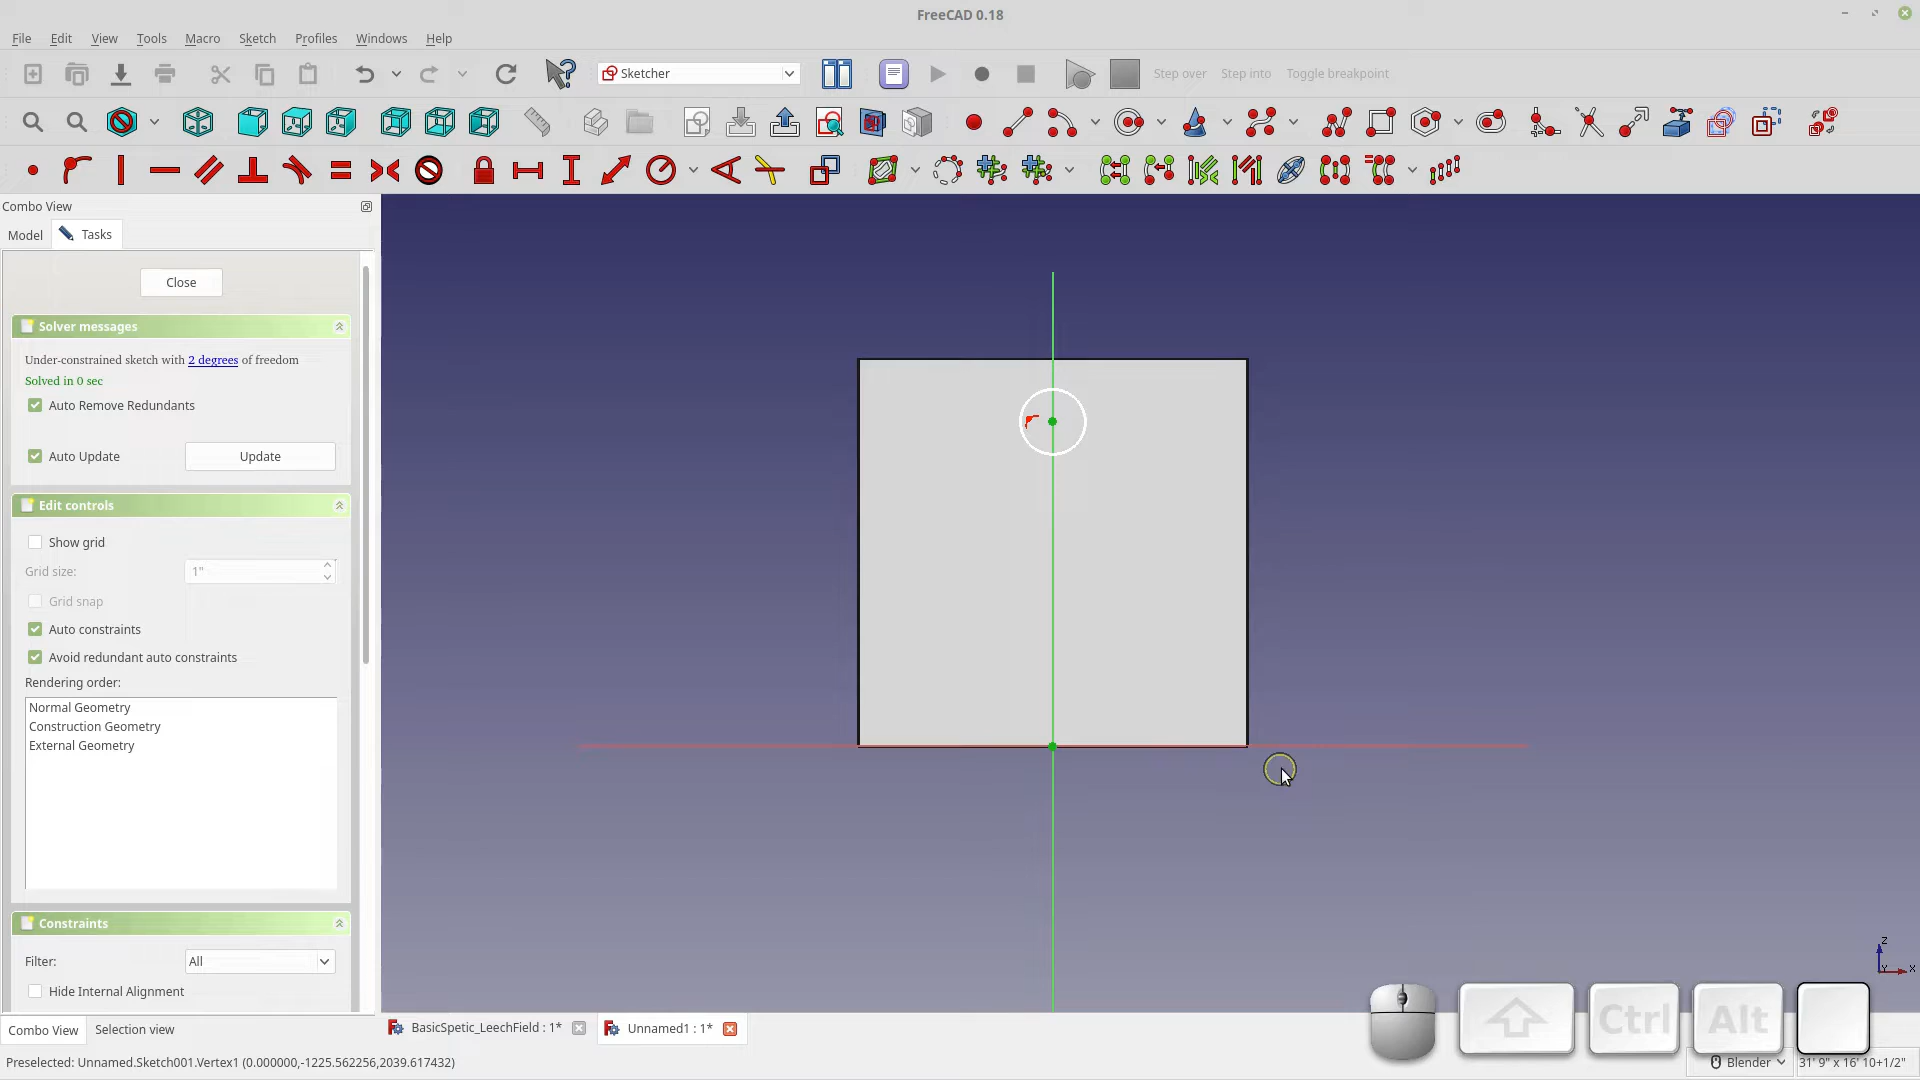 FreeCAD 0.18
File Edit View Tools Macro Sketch Profiles Windows Help
Sketcher Step over Step into Toggle breakpoint
Combo View
Model Tasks
Close
Solver messages
Under-constrained sketch with 2 degrees of freedom
Solved in 0 sec
Auto Remove Redundants
Auto Update Update
Edit controls
Show grid
Grid size: 1"
Grid snap
Auto constraints
Avoid redundant auto constraints
Rendering order:
Normal Geometry
Construction Geometry
External Geometry
Constraints
Filter: All
Hide Internal Alignment
Z
Y X
Ctrl Alt
Combo View Selection view BasicSpetic_LeechField : 1* Unnamed1 : 1*
Preselected: Unnamed.Sketch001.Vertex1 (0.000000,-1225.562256,2039.617432) Blender 31' 9" x 16' 10+1/2"